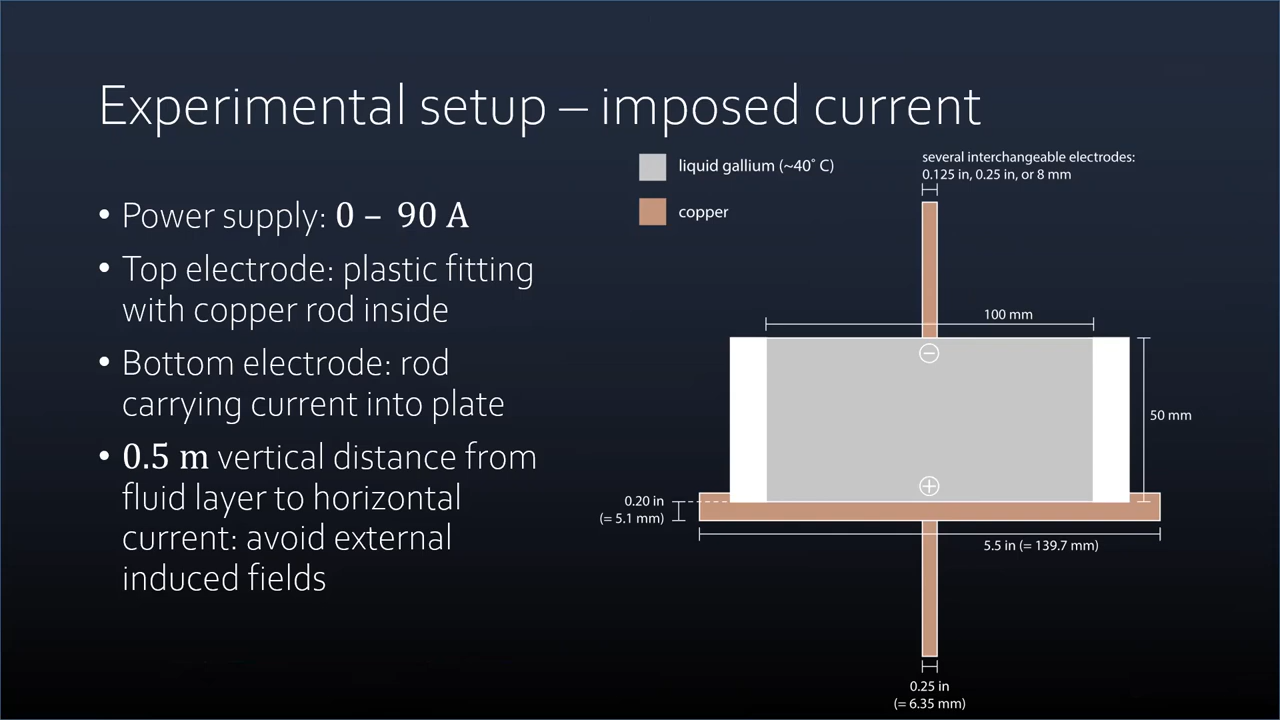 Experimental setup – imposed current
• Power supply: 0 – 90 A
• Top electrode: plastic fitting
with copper rod inside
• Bottom electrode: rod
carrying current into plate
• 0.5 m vertical distance from
fluid layer to horizontal
current: avoid external
induced fields
liquid gallium (~40˚ C)
copper
several interchangeable electrodes:
0.125 in, 0.25 in, or 8 mm
100 mm
−
50 mm
+
0.20 in
(= 5.1 mm)
5.5 in (= 139.7 mm)
0.25 in
(= 6.35 mm)